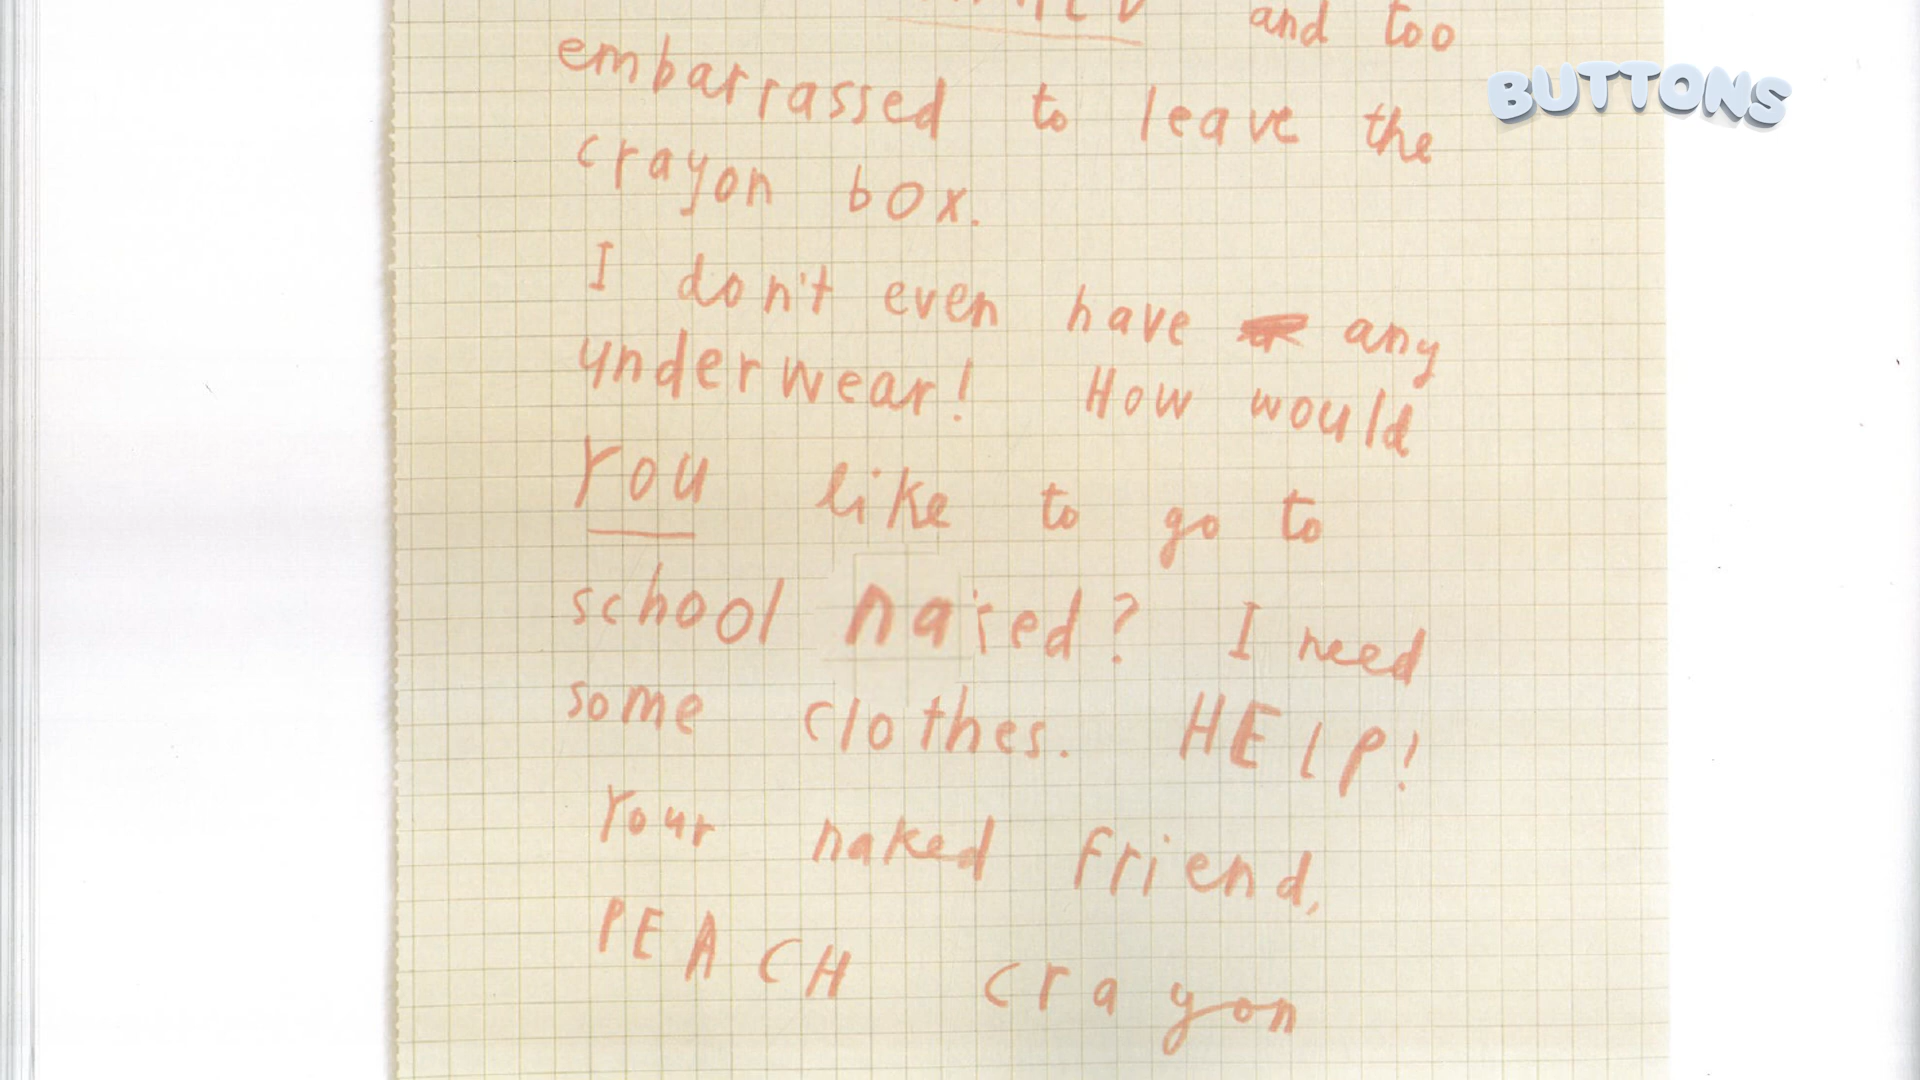 and too
BUTTONS
embarrassed to leave the
crayon box.
I don't even have any
underwear! How would
YOU like to go to
school naked? I need
some clothes. HELP!
Your naked friend,
PEACH crayon